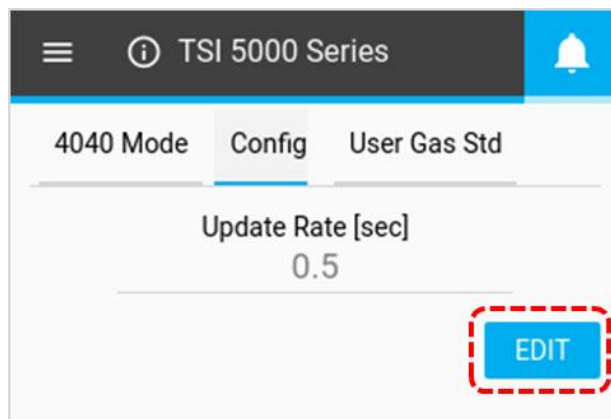 TSI 5000 Series
4040 Mode Config User Gas Std
Update Rate [sec]
0.5
EDIT